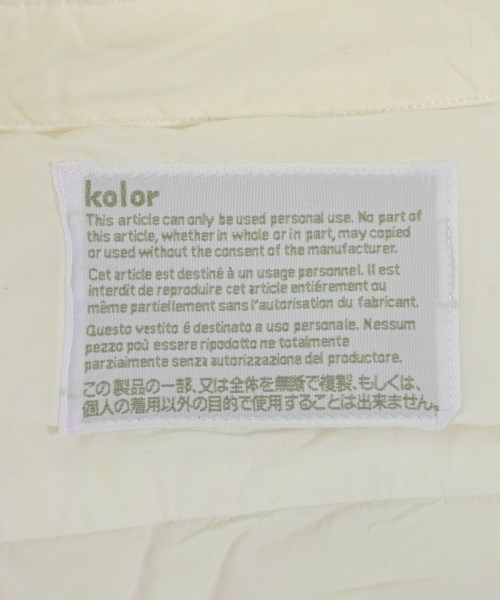 kolor
This article can only be used personal use. No part of
this article, whether in whole or in part, may copied
or used without the consent of the manufacturer.
Cet article est destiné à un usage personnel. Il est
interdit de reproduire cet article entiérement ou
même partiellement sans l'autorisation du fabricant.
Questo vestito é destinato a uso personale. Nessum
pezzo può essere ripodotto ne totalmente
parzialmente senza autorizzazione del productore.
この製品の一部、又は全体を無断で複製、もしくは、
個人の着用以外の目的で使用することは出来ません。